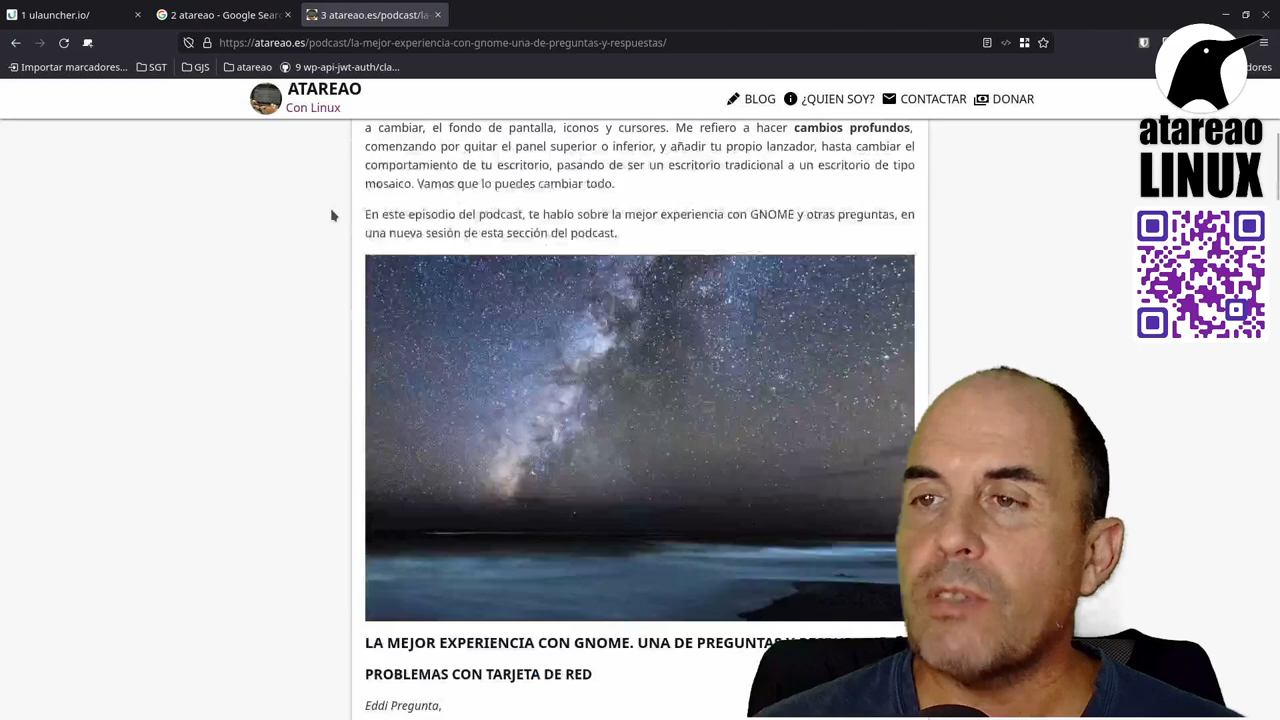 1 ulauncher.io/
2 atareao - Google Sear
3 atareao.es/podcast/la-
https://atareao.es/podcast/la-mejor-experiencia-con-gnome-una-de-preguntas-y-respuestas/
Importar marcadores...
SGT
GJS
atareao
9 wp-api-jwt-auth/cla...
dores
ATAREAO
Con Linux
BLOG
¿QUIEN SOY?
CONTACTAR
DONAR
atareao
LINUX
a cambiar, el fondo de pantalla, iconos y cursores. Me refiero a hacer cambios profundos,
comenzando por quitar el panel superior o inferior, y añadir tu propio lanzador, hasta cambiar el
comportamiento de tu escritorio, pasando de ser un escritorio tradicional a un escritorio de tipo
mosaico. Vamos que lo puedes cambiar todo.
En este episodio del podcast, te hablo sobre la mejor experiencia con GNOME y otras preguntas, en
una nueva sesión de esta sección del podcast.
LA MEJOR EXPERIENCIA CON GNOME. UNA DE PREGUNTAS Y
PROBLEMAS CON TARJETA DE RED
Eddi Pregunta,